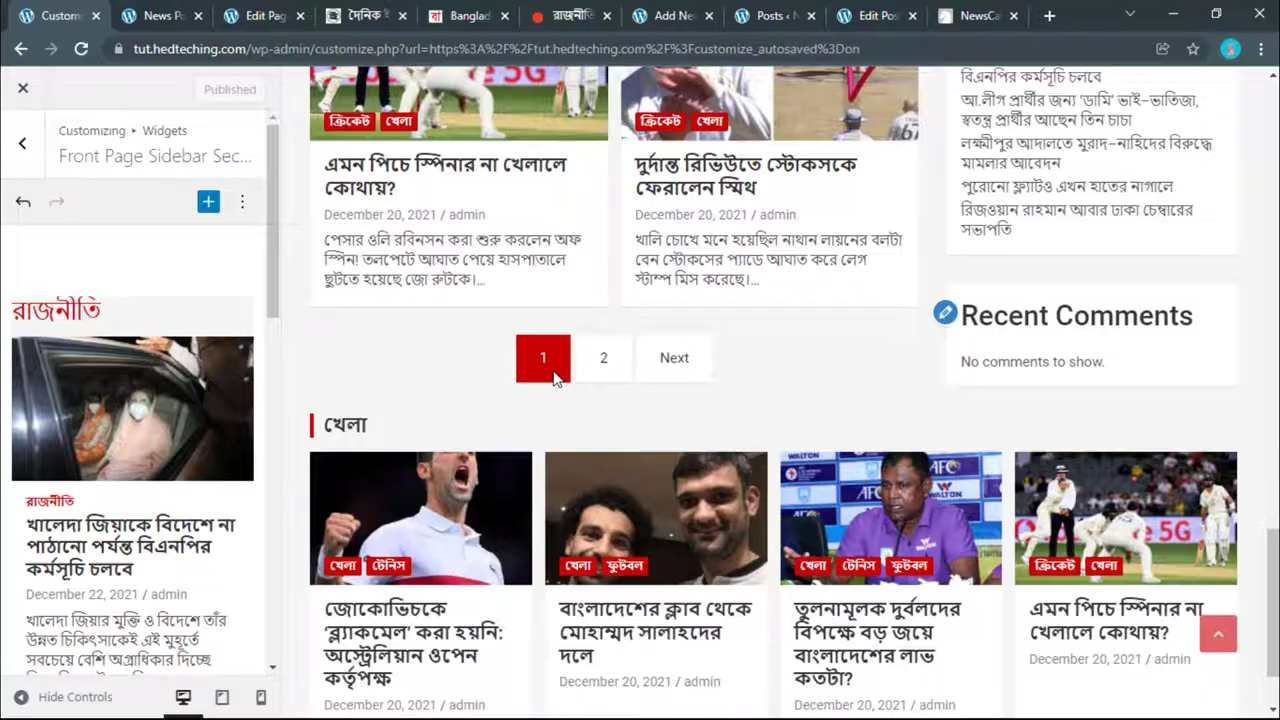 Custom
News Po
Edit Pag
দৈনিক ই
Banglad
রাজনীতি
Add Ne
Posts ‹ N
Edit Pos
NewsCa
tut.hedteching.com/wp-admin/customize.php?url=https%3A%2F%2Ftut.hedteching.com%2F%3Fcustomize_autosaved%3Don
Published
Customizing ▸ Widgets
Front Page Sidebar Sec...
রাজনীতি
রাজনীতি
খালেদা জিয়াকে বিদেশে না
পাঠানো পর্যন্ত বিএনপির
কর্মসূচি চলবে
December 22, 2021 / admin
খালেদা জিয়ার মুক্তি ও বিদেশে তাঁর
উন্নত চিকিৎসাকেই এই মুহূর্তে
সবচেয়ে বেশি অগ্রাধিকার দিচ্ছে
Hide Controls
5G
ক্রিকেট খেলা
এমন পিচে স্পিনার না খেলালে
কোথায়?
December 20, 2021 / admin
পেসার ওলি রবিনসন করা শুরু করলেন অফ
স্পিন! তলপেটে আঘাত পেয়ে হাসপাতালে
ছুটতে হয়েছে জো রুটকে।...
67
ক্রিকেট খেলা
দুর্দান্ত রিভিউতে স্টোকসকে
ফেরালেন স্মিথ
December 20, 2021 / admin
খালি চোখে মনে হয়েছিল নাথান লায়নের বলটা
বেন স্টোকসের প্যাডে আঘাত করে লেগ
স্টাম্প মিস করেছে।...
বিএনপির কর্মসূচি চলবে
আ.লীগ প্রার্থীর জন্য ‘ডামি’ ভাই–ভাতিজা,
স্বতন্ত্র প্রার্থীর আছেন তিন চাচা
লক্ষ্মীপুর আদালতে মুরাদ–নাহিদের বিরুদ্ধে
মামলার আবেদন
পুরোনো ফ্ল্যাটও এখন হাতের নাগালে
রিজওয়ান রাহমান আবার ঢাকা চেম্বারের
সভাপতি
Recent Comments
No comments to show.
1 2 Next
খেলা
খেলা টেনিস
জোকোভিচকে
‘ব্ল্যাকমেল’ করা হয়নি:
অস্ট্রেলিয়ান ওপেন
কর্তৃপক্ষ
December 20, 2021 / admin
খেলা ফুটবল
বাংলাদেশের ক্লাব থেকে
মোহাম্মদ সালাহদের
দলে
December 20, 2021 / admin
WALTON
AFC
খেলা টেনিস ফুটবল
তুলনামূলক দুর্বলদের
বিপক্ষে বড় জয়ে
বাংলাদেশের লাভ
কতটা?
December 20, 2021 / admin
5G
ক্রিকেট খেলা
এমন পিচে স্পিনার না
খেলালে কোথায়?
December 20, 2021 / admin